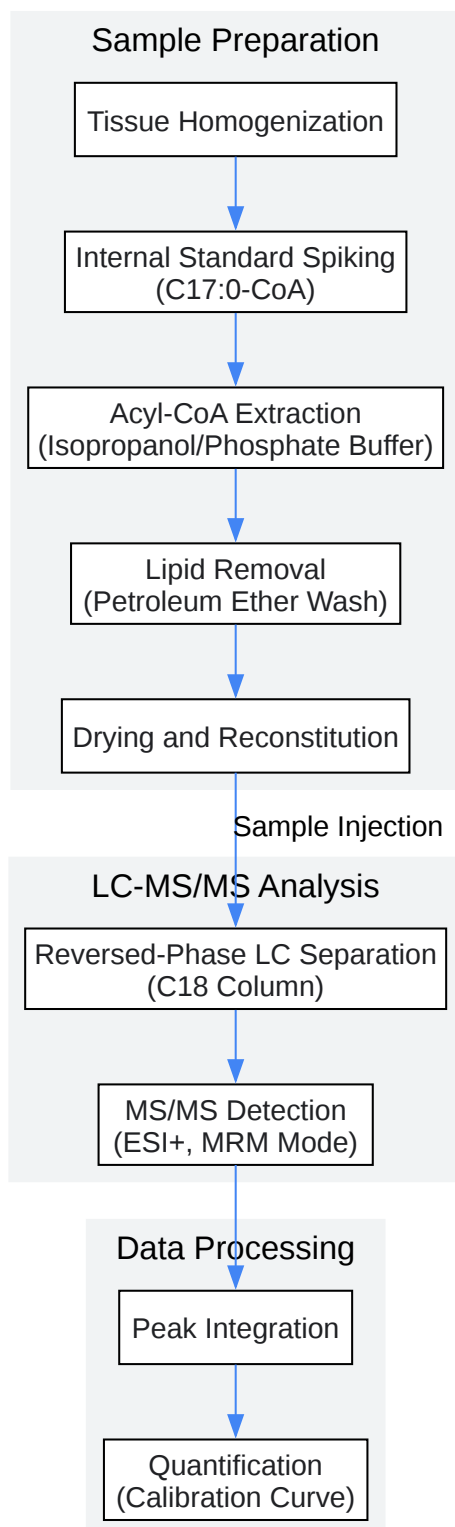 Sample Preparation
Tissue Homogenization
Internal Standard Spiking
(C17:0-CoA)
Acyl-CoA Extraction
(Isopropanol/Phosphate Buffer)
Lipid Removal
(Petroleum Ether Wash)
Drying and Reconstitution
Sample Injection
LC-MS/MS Analysis
Reversed-Phase LC Separation
(C18 Column)
MS/MS Detection
(ESI+, MRM Mode)
Data Processing
Peak Integration
Quantification
(Calibration Curve)